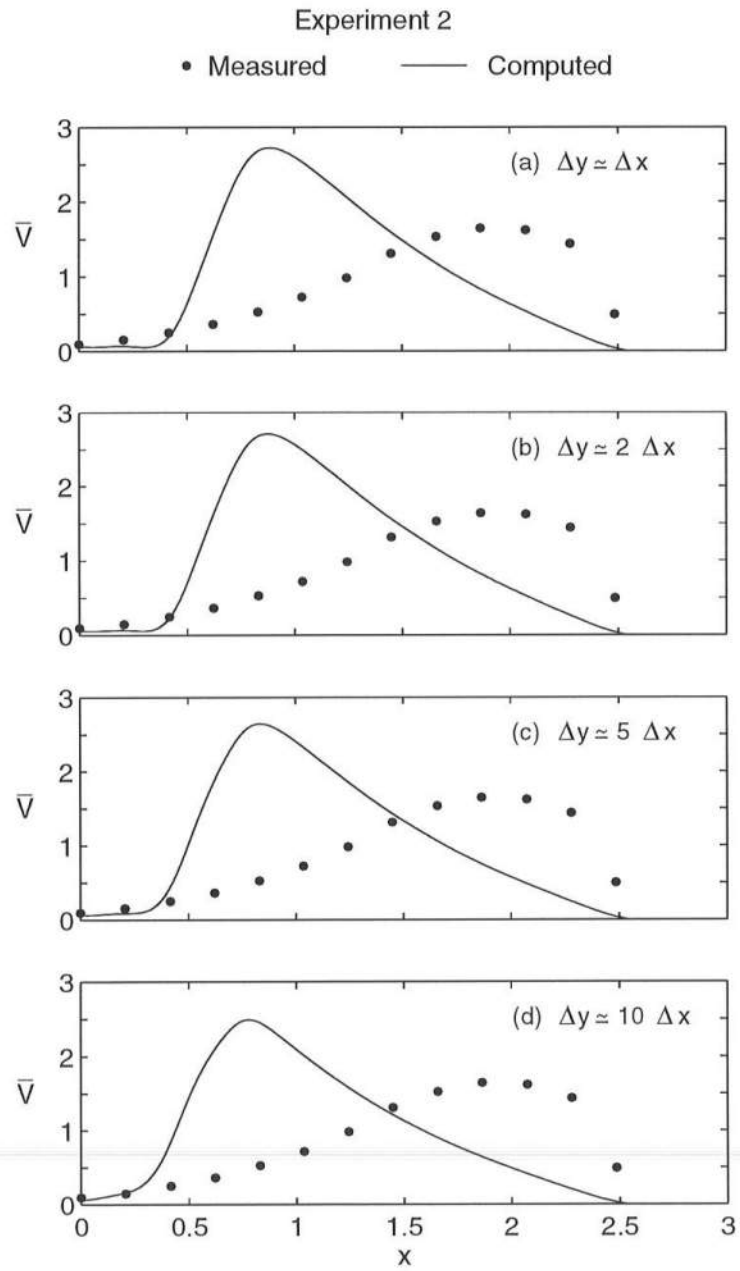 Experiment 2
• Measured — Computed
3
(a) Δy ≃ Δx
2
V̅
1
0
3
(b) Δy ≃ 2 Δx
2
V̅
1
0
3
(c) Δy ≃ 5 Δx
2
V̅
1
0
3
(d) Δy ≃ 10 Δx
2
V̅
1
0
0 0.5 1 1.5 2 2.5 3
x